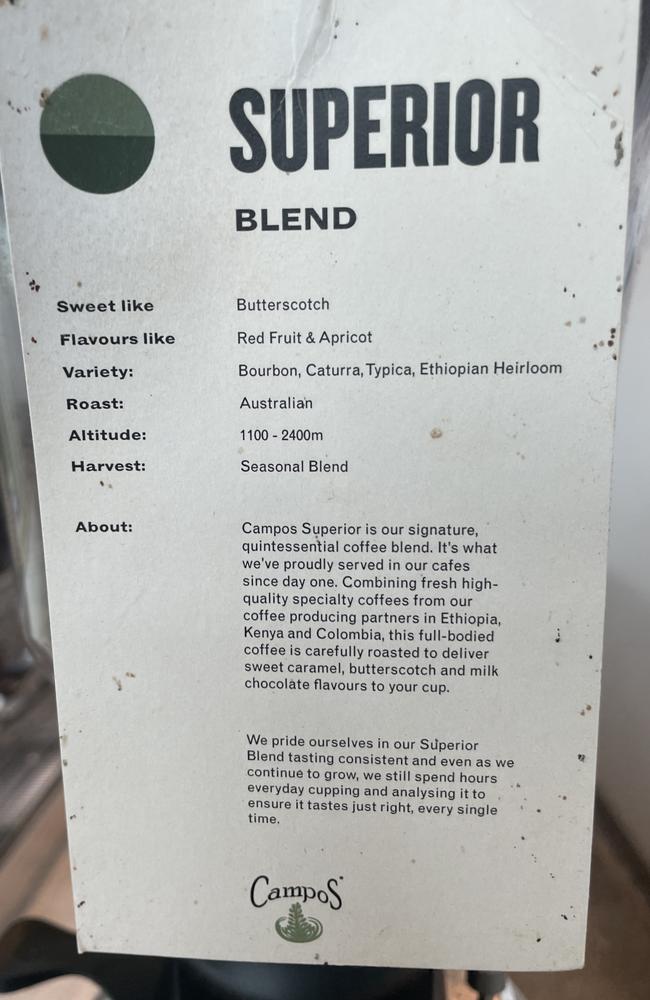 SUPERIOR
BLEND
Sweet like Butterscotch
Flavours like Red Fruit & Apricot
Variety: Bourbon, Caturra, Typica, Ethiopian Heirloom
Roast: Australian
Altitude: 1100 - 2400m
Harvest: Seasonal Blend
About: Campos Superior is our signature,
quintessential coffee blend. It's what
we've proudly served in our cafes
since day one. Combining fresh high-
quality specialty coffees from our
coffee producing partners in Ethiopia,
Kenya and Colombia, this full-bodied
coffee is carefully roasted to deliver
sweet caramel, butterscotch and milk
chocolate flavours to your cup.
We pride ourselves in our Superior
Blend tasting consistent and even as we
continue to grow, we still spend hours
everyday cupping and analysing it to
ensure it tastes just right, every single
time.
Campos